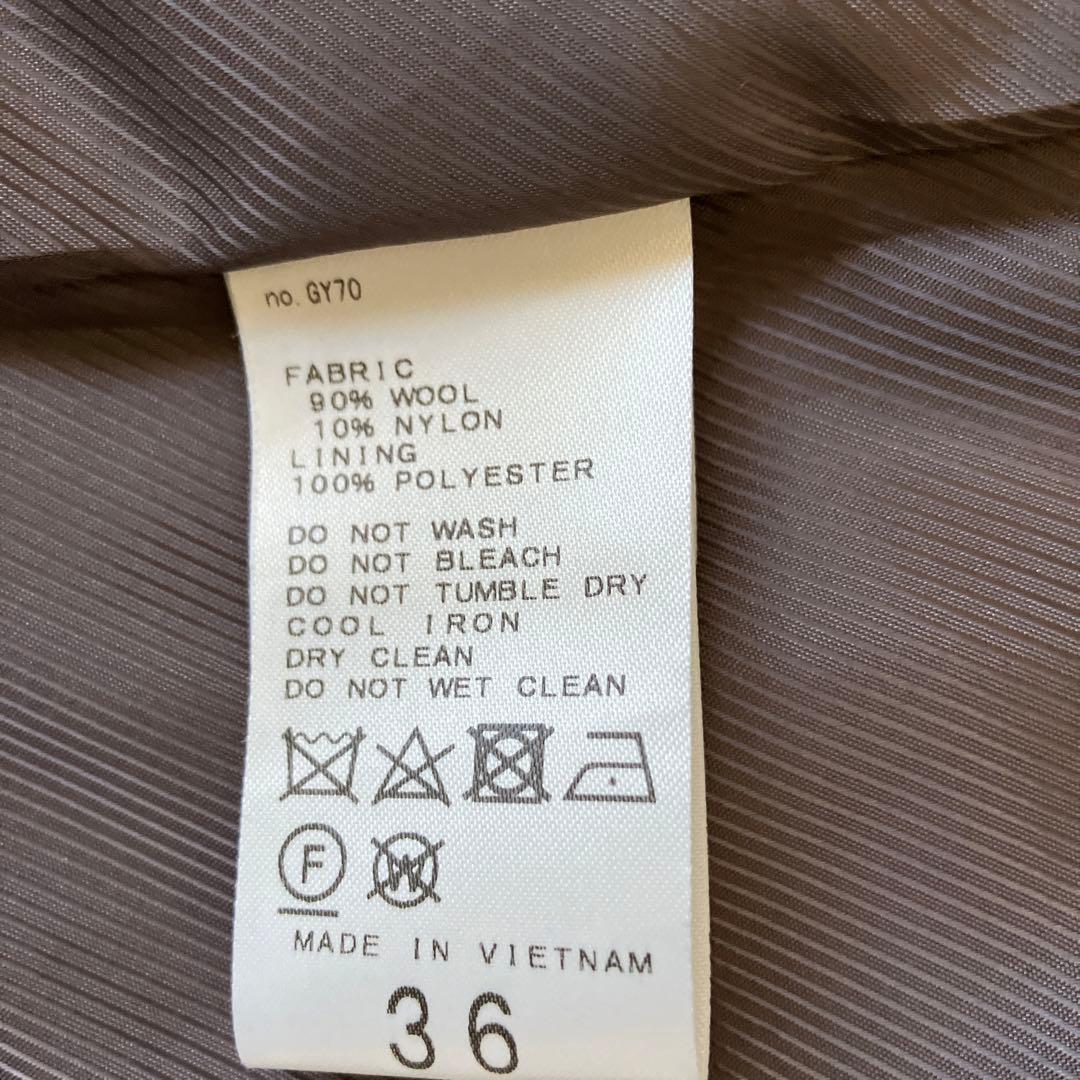 no. GY70
FABRIC
90% WOOL
10% NYLON
LINING
100% POLYESTER
DO NOT WASH
DO NOT BLEACH
DO NOT TUMBLE DRY
COOL IRON
DRY CLEAN
DO NOT WET CLEAN
F W
MADE IN VIETNAM
36